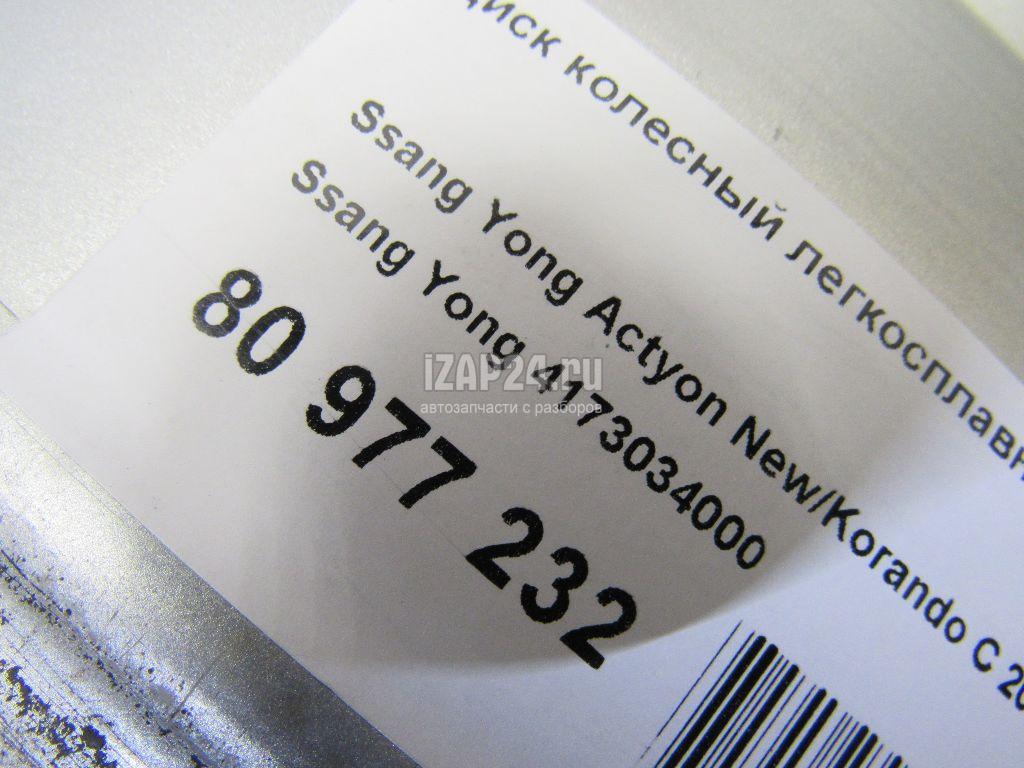 диск колесный легкосплавн
Ssang Yong Actyon New/Korando C 20
Ssang Yong 4173034000
80 977 232
iZAP24.ru
автозапчасти с разборов